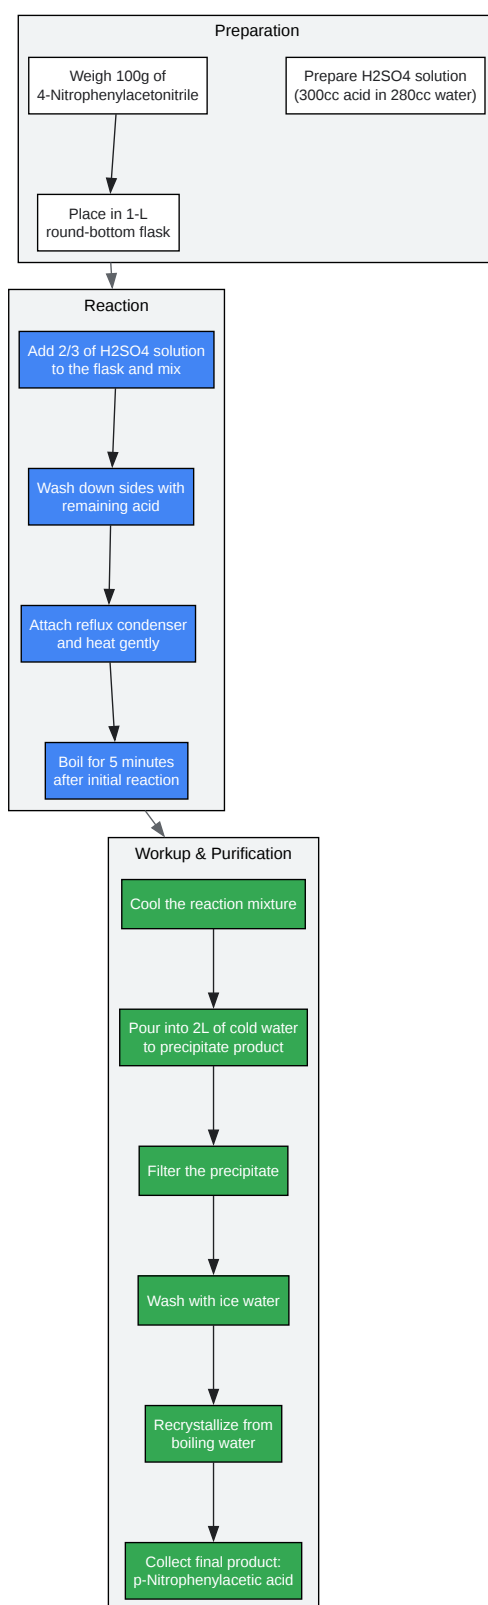 Preparation
Weigh 100g of
4-Nitrophenylacetonitrile
Prepare H2SO4 solution
(300cc acid in 280cc water)
Place in 1-L
round-bottom flask
Reaction
Add 2/3 of H2SO4 solution
to the flask and mix
Wash down sides with
remaining acid
Attach reflux condenser
and heat gently
Boil for 5 minutes
after initial reaction
Workup & Purification
Cool the reaction mixture
Pour into 2L of cold water
to precipitate product
Filter the precipitate
Wash with ice water
Recrystallize from
boiling water
Collect final product:
p-Nitrophenylacetic acid